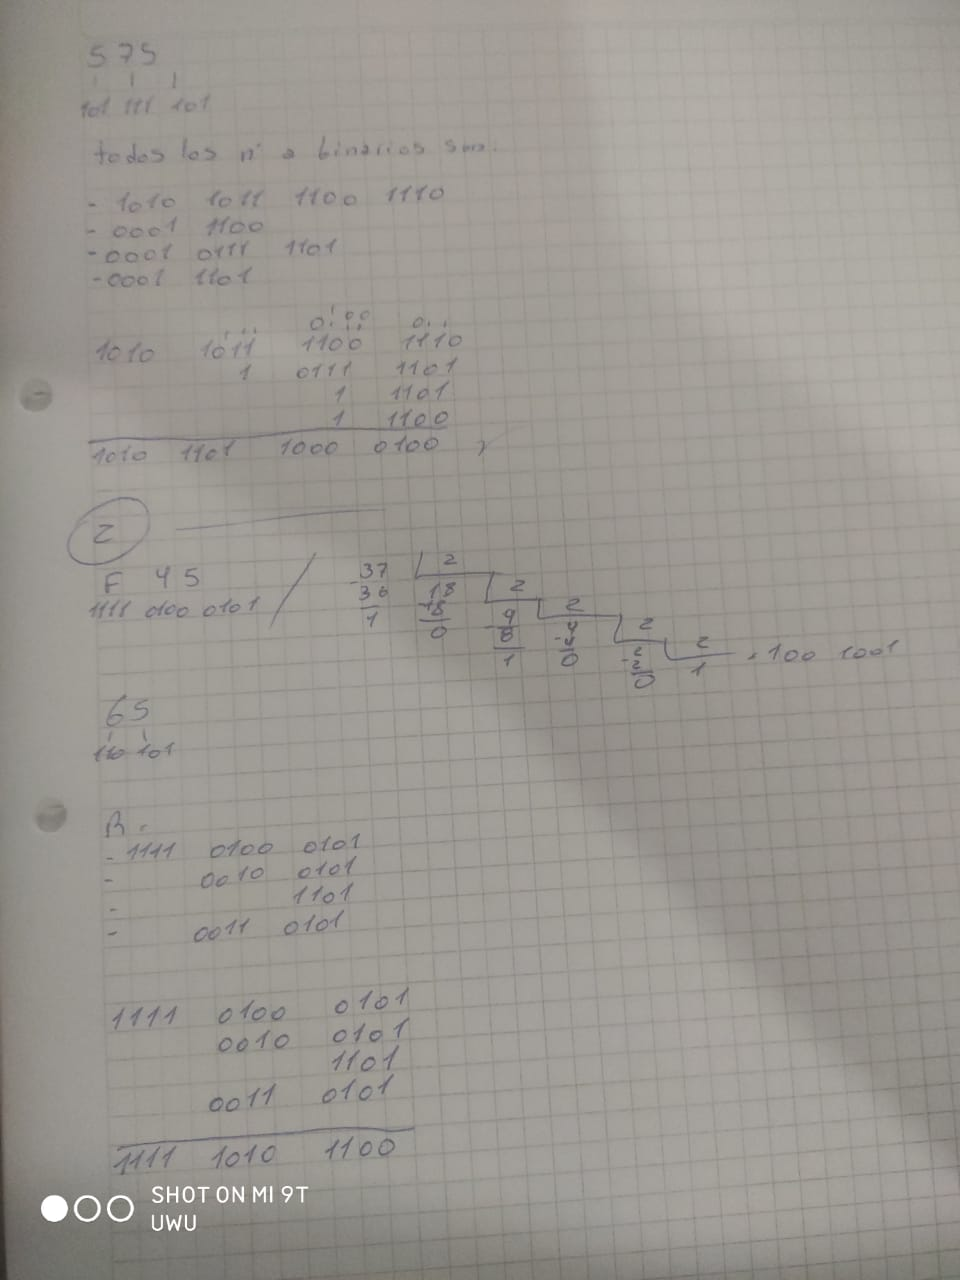 575
101 111 101
todos los nº a binarios son.
- 1010 1011 1100 1110
- 0001 1100
- 0001 0111 1101
- 0001 1101
1010 1011 1100 1110
1 0111 1101
1 1101
1 1100
1010 1101 1000 0100
2
F 45
1111 0100 0101
37 2
-36 18 2
1 -18 9 2
0 -8 4 2
1 -4 2 2
0 -2 1
0
100 1001
65
110 101
R.
- 1111 0100 0101
- 0010 0101
- 1101
- 0011 0101
1111 0100 0101
0010 0101
1101
0011 0101
1111 1010 1100
SHOT ON MI 9T
UWU